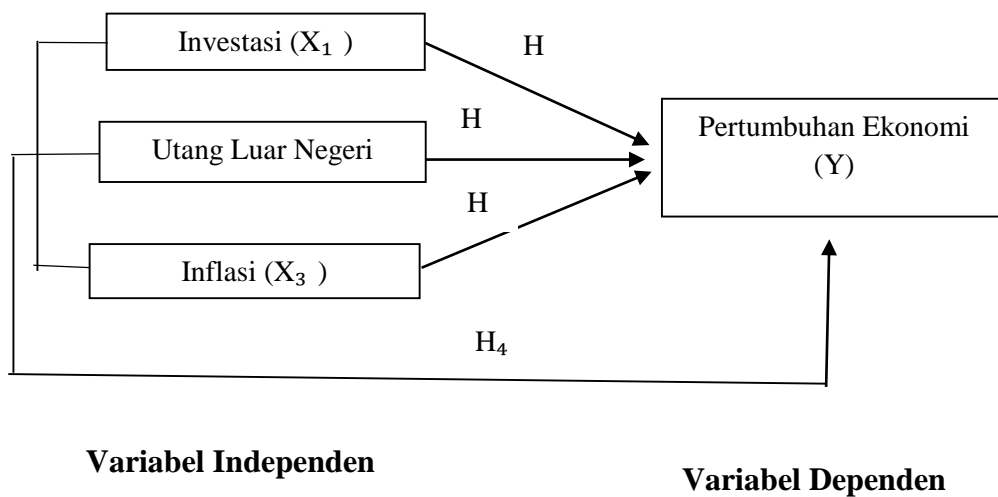 Investasi (X₁ )
H
H
Utang Luar Negeri
Pertumbuhan Ekonomi
(Y)
H
Inflasi (X₃ )
H₄
Variabel Independen
Variabel Dependen